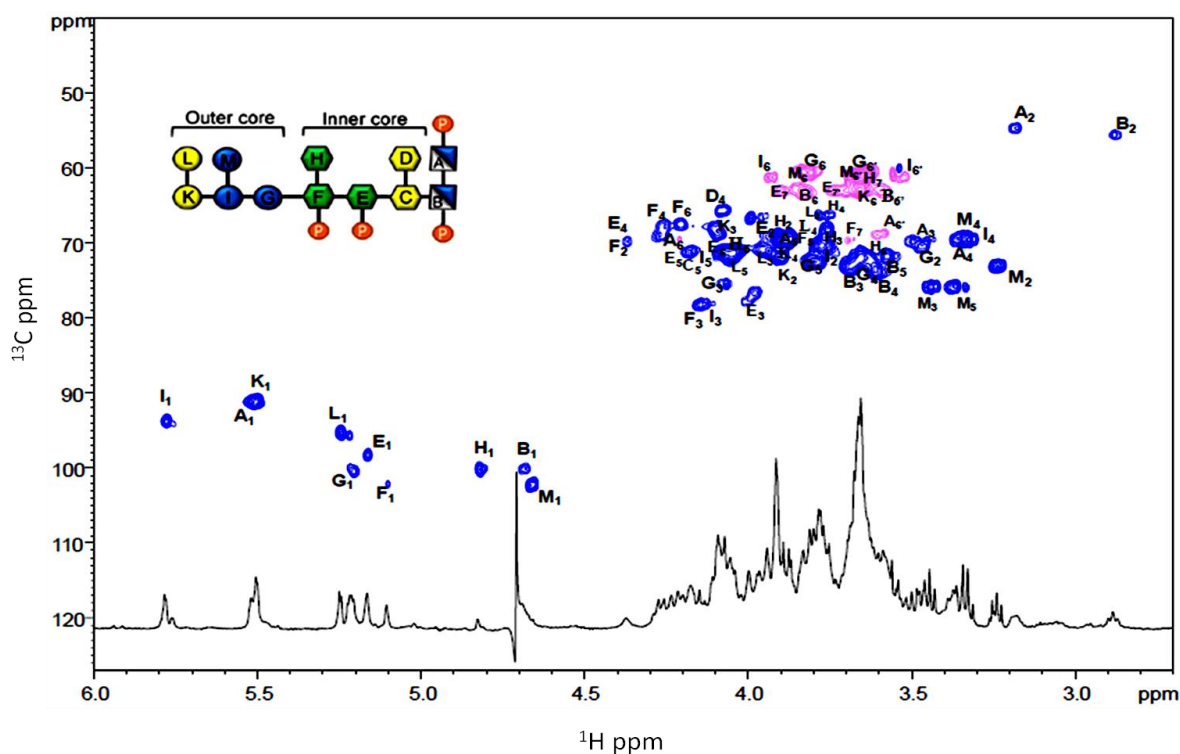 ppm
50
60
70
80
90
100
110
120
¹³C ppm
Outer core
Inner core
L M H D P A
K I G F E C B
P P P
A₂ B₂
I₆ M₆ G₆ G₆' M₆' H₇ I₆'
E₇ B₆ E₇' K₆ B₆'
F₄ F₆ D₄ K₃ H₂ L₄ H₄ F₇ A₆' A₃ M₄ I₄
E₄ F₂ A₆ E₅ C₅ I₅ L₅ K₂ G₅ I₂ H₃ G₂ A₄
G₃ B₃ G₄ B₄ B₅ M₂
F₃ I₃ E₃ M₃ M₅
I₁ K₁
A₁ L₁ E₁
G₁ F₁ H₁ B₁ M₁
6.0 5.5 5.0 4.5 4.0 3.5 3.0 ppm
¹H ppm